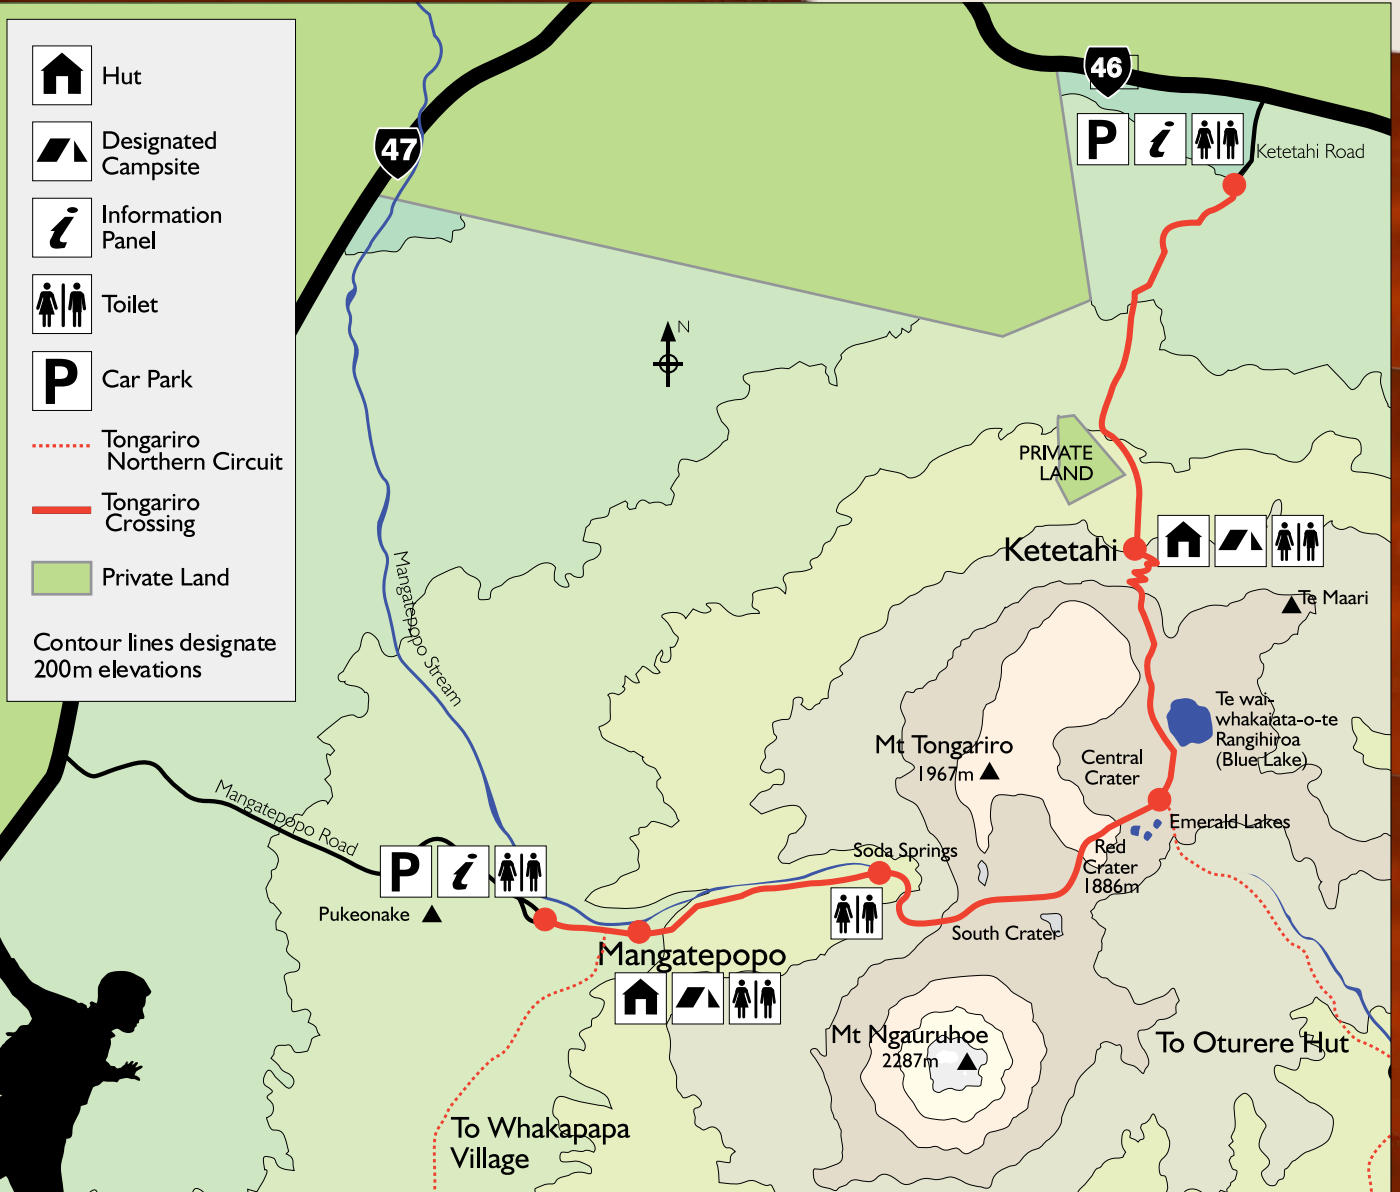 Hut
Designated
Campsite
Information
Panel
Toilet
P
Car Park
Tongariro
Northern Circuit
Tongariro
Crossing
Private Land
Contour lines designate
200m elevations
47
46
P i
Ketetahi Road
N
PRIVATE
LAND
Ketetahi
Te Maari
Mangatepopo Stream
Te wai-
whakaiata-o-te
Rangihiroa
(Blue Lake)
Mt Tongariro
1967m
Central
Crater
Emerald Lakes
Red
Crater
1886m
Mangatepopo Road
P i
Soda Springs
Pukeonake
South Crater
Mangatepopo
Mt Ngauruhoe
2287m
To Oturere Hut
To Whakapapa
Village